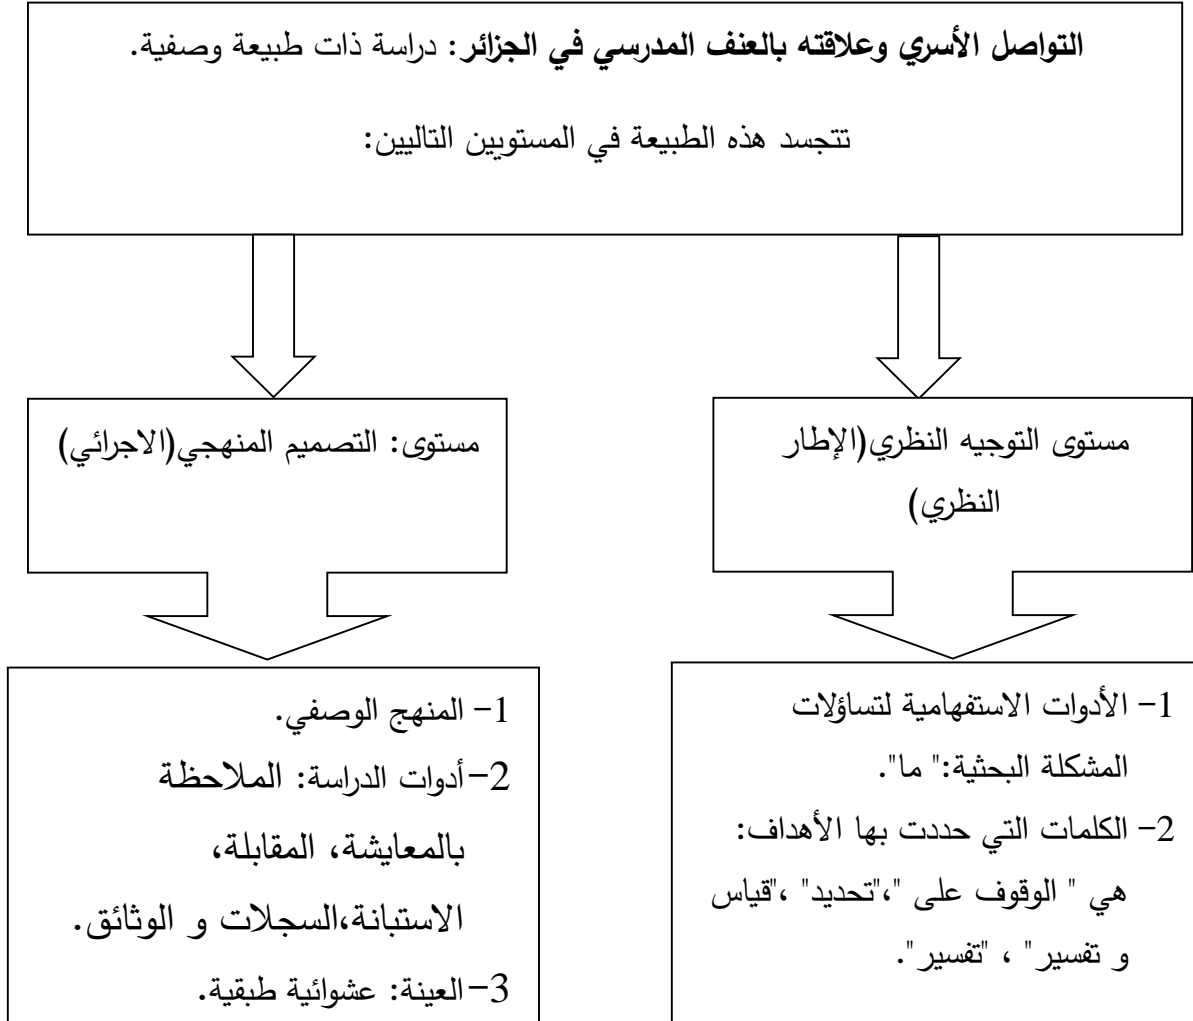 التواصل الأسري وعلاقته بالعنف المدرسي في الجزائر: دراسة ذات طبيعة وصفية.
تتجسد هذه الطبيعة في المستويين التاليين:
مستوى التوجيه النظري(الإطار
النظري)
مستوى: التصميم المنهجي(الاجرائي)
1- الأدوات الاستفهامية لتساؤلات
المشكلة البحثية:" ما".
2- الكلمات التي حددت بها الأهداف:
هي " الوقوف على "،"تحديد" ،"قياس
و تفسير" ، "تفسير".
1- المنهج الوصفي.
2-أدوات الدراسة: الملاحظة
بالمعايشة، المقابلة،
الاستبانة،السجلات و الوثائق.
3-العينة: عشوائية طبقية.